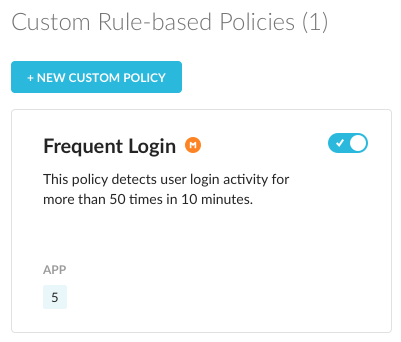 Custom Rule-based Policies (1)
+ NEW CUSTOM POLICY
Frequent Login M
This policy detects user login activity for
more than 50 times in 10 minutes.
APP
5